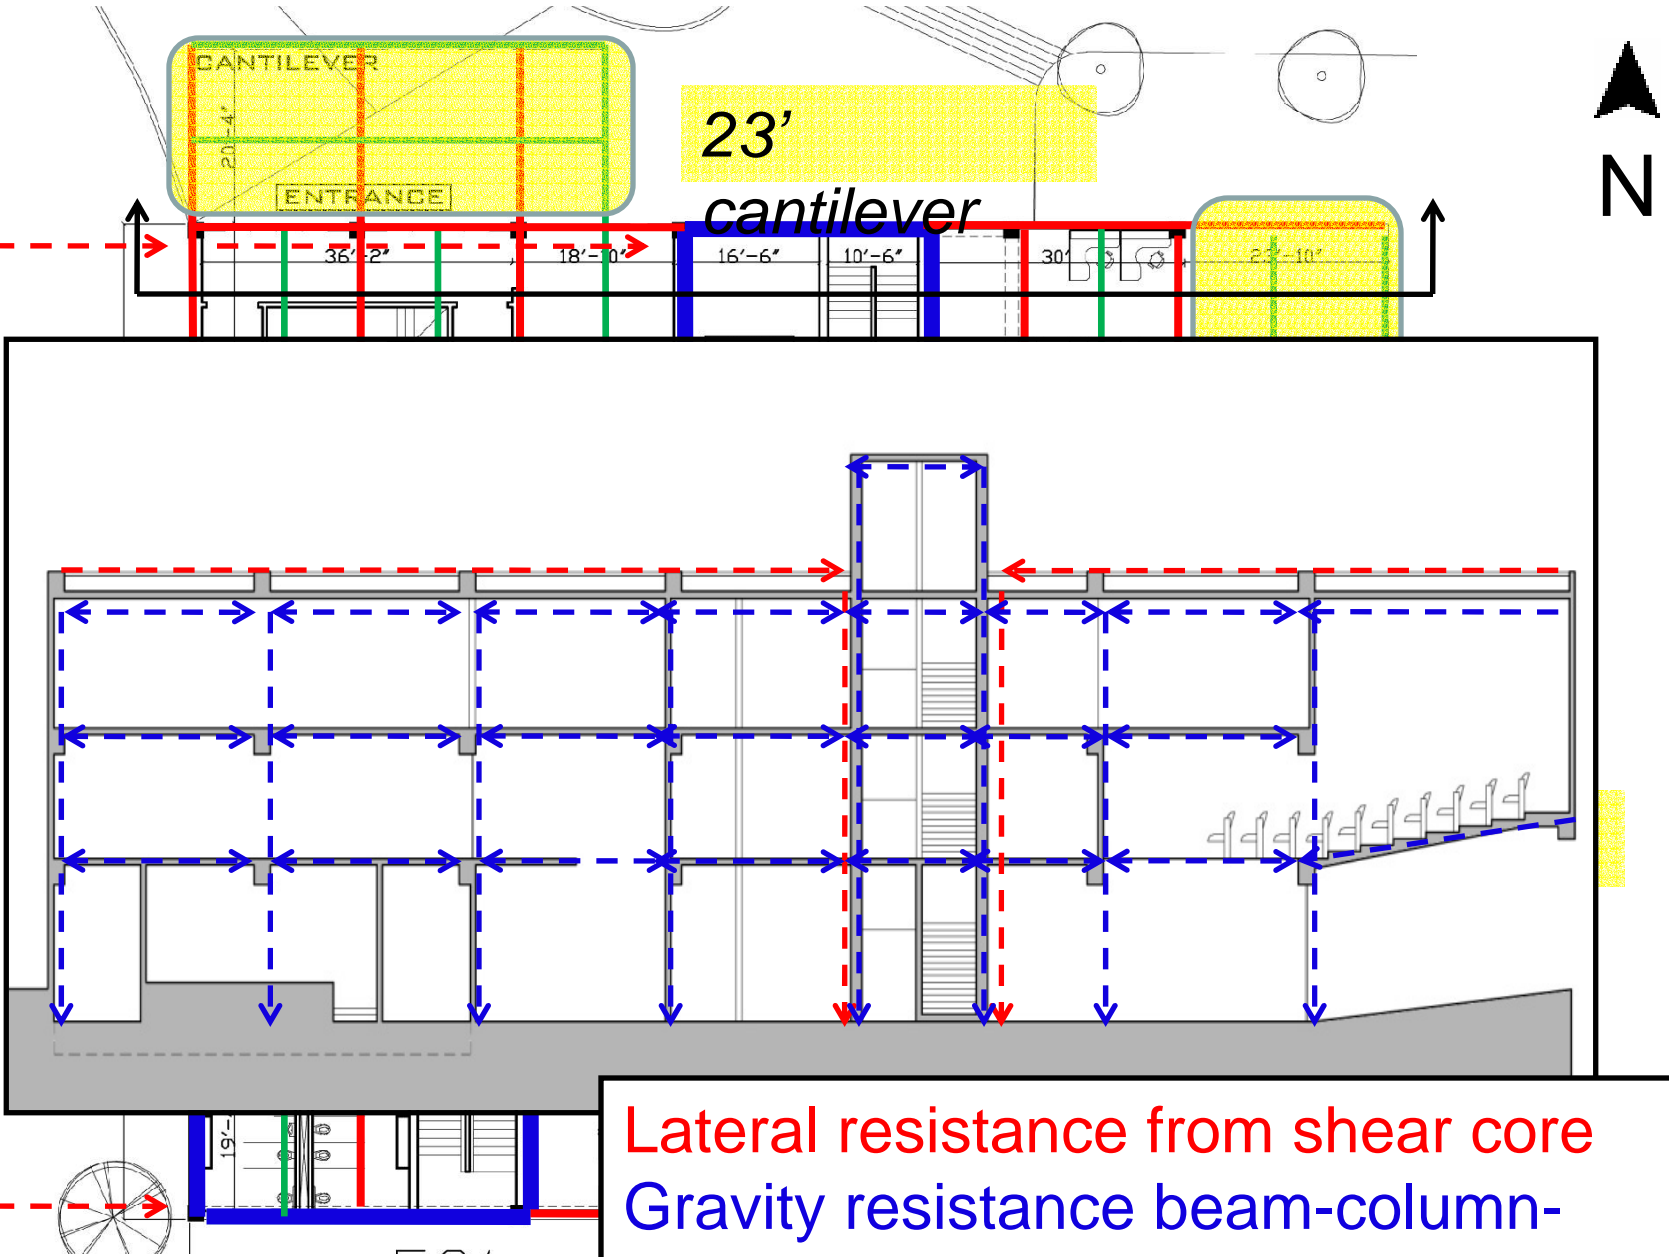 CANTILEVER
20'-4"
23’
cantilever
N
ENTRANCE
36'-2"
18'-10"
16'-6"
10'-6"
30'
23'-10"
19'-
Lateral resistance from shear core
Gravity resistance beam-column-